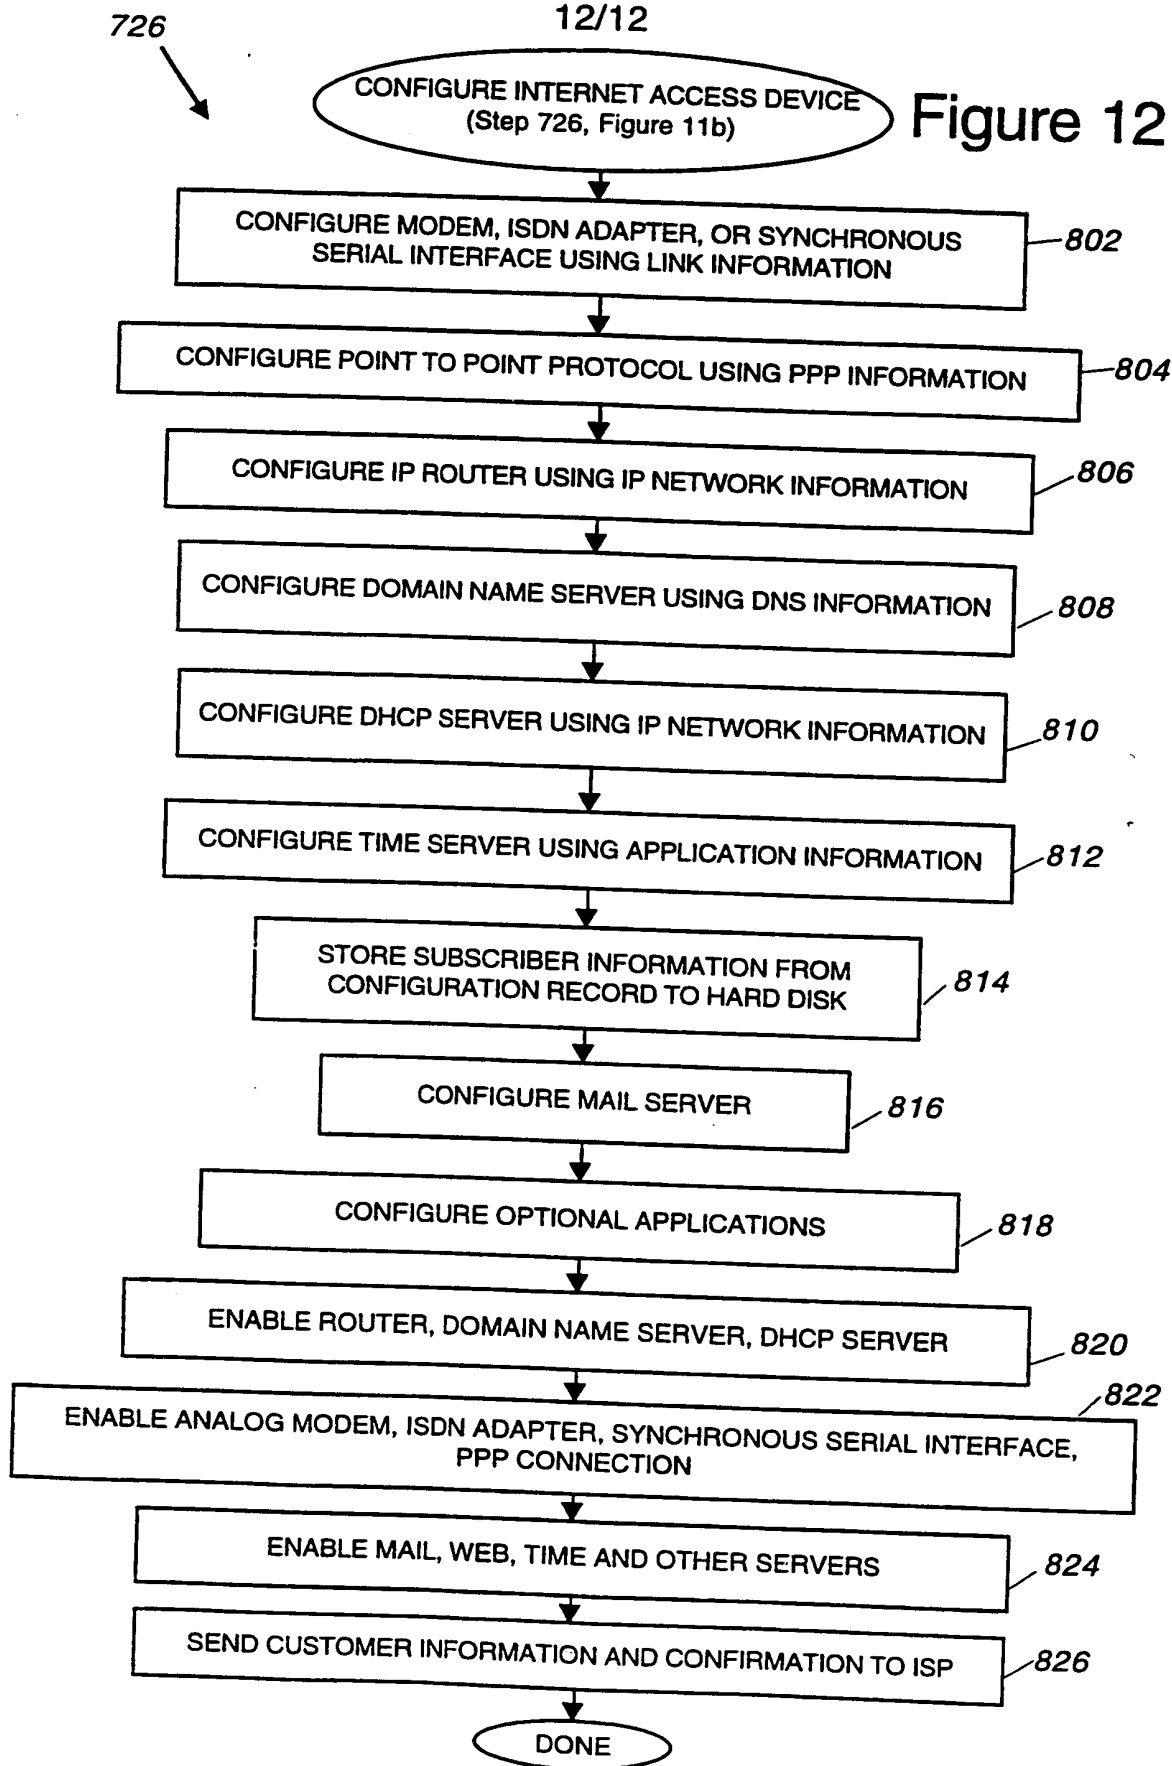 12/12
726
CONFIGURE INTERNET ACCESS DEVICE
(Step 726, Figure 11b)
Figure 12
CONFIGURE MODEM, ISDN ADAPTER, OR SYNCHRONOUS
SERIAL INTERFACE USING LINK INFORMATION
802
CONFIGURE POINT TO POINT PROTOCOL USING PPP INFORMATION
804
CONFIGURE IP ROUTER USING IP NETWORK INFORMATION
806
CONFIGURE DOMAIN NAME SERVER USING DNS INFORMATION
808
CONFIGURE DHCP SERVER USING IP NETWORK INFORMATION
810
CONFIGURE TIME SERVER USING APPLICATION INFORMATION
812
STORE SUBSCRIBER INFORMATION FROM
CONFIGURATION RECORD TO HARD DISK
814
CONFIGURE MAIL SERVER
816
CONFIGURE OPTIONAL APPLICATIONS
818
ENABLE ROUTER, DOMAIN NAME SERVER, DHCP SERVER
820
822
ENABLE ANALOG MODEM, ISDN ADAPTER, SYNCHRONOUS SERIAL INTERFACE,
PPP CONNECTION
ENABLE MAIL, WEB, TIME AND OTHER SERVERS
824
SEND CUSTOMER INFORMATION AND CONFIRMATION TO ISP
826
DONE